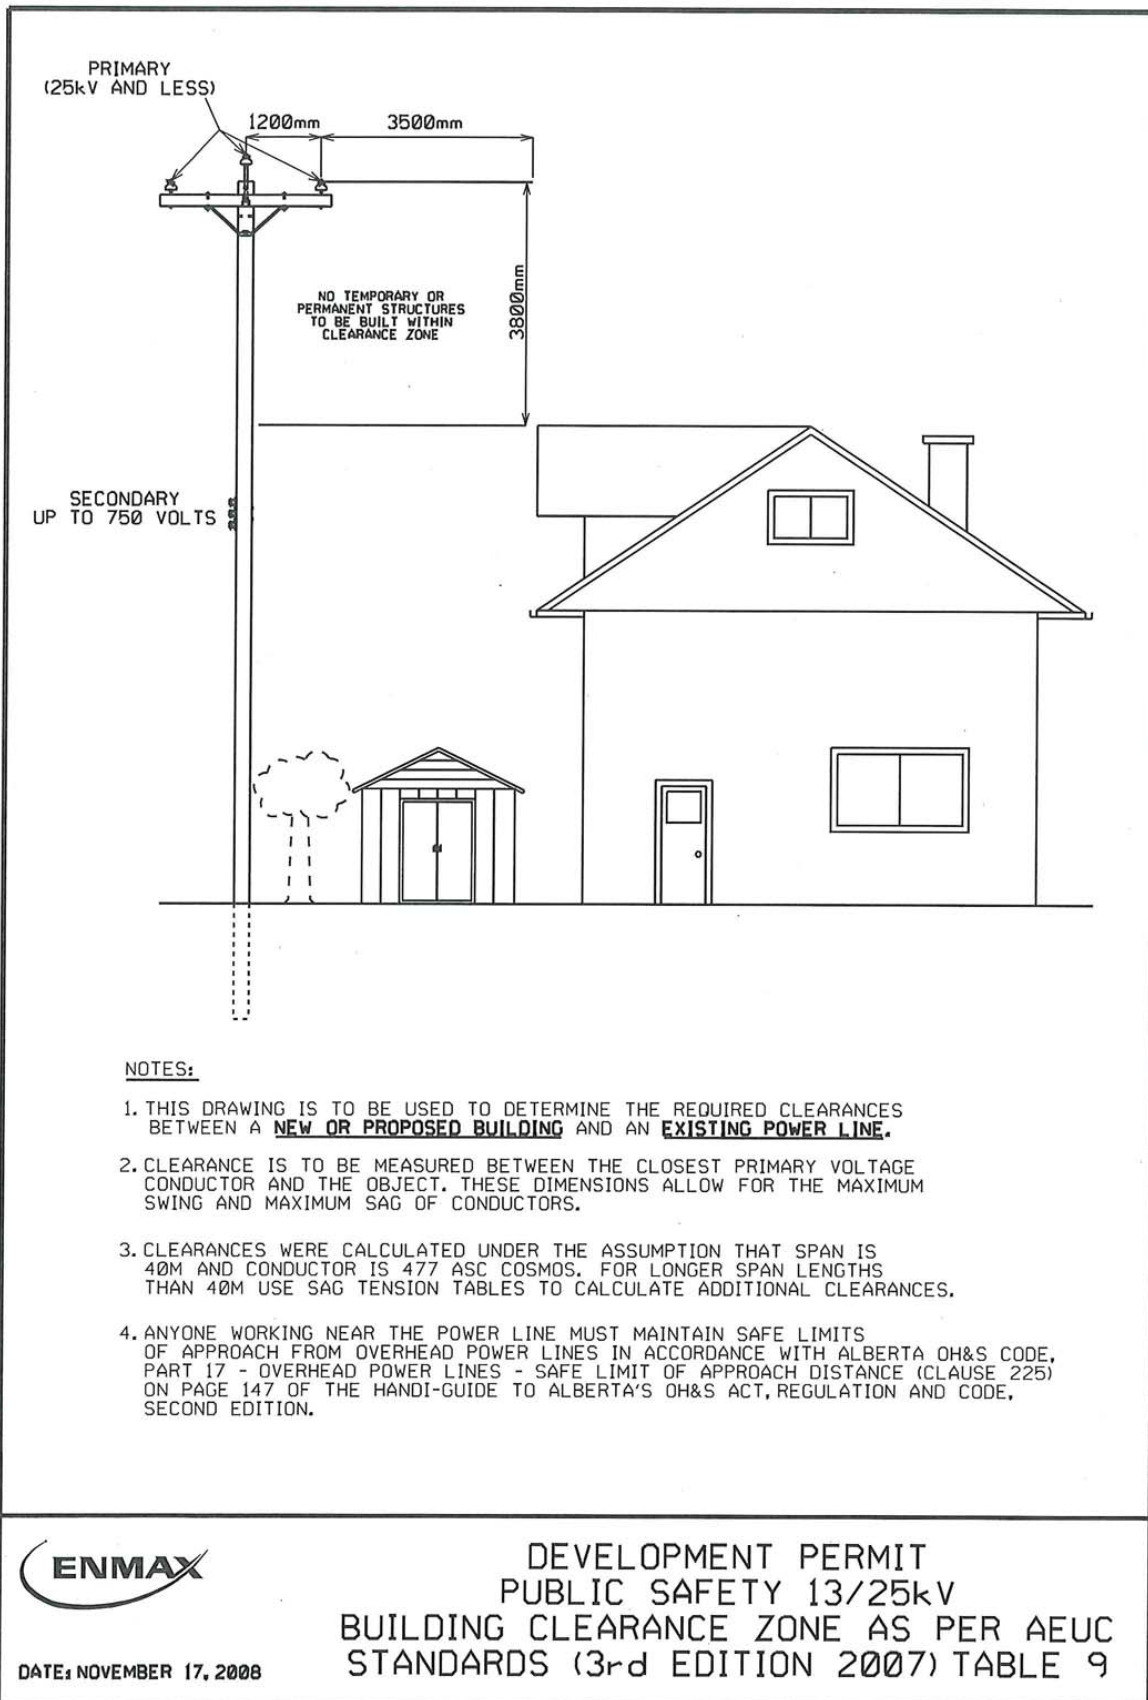 PRIMARY
(25kV AND LESS)
1200mm
3500mm
3800mm
NO TEMPORARY OR
PERMANENT STRUCTURES
TO BE BUILT WITHIN
CLEARANCE ZONE
SECONDARY
UP TO 750 VOLTS
NOTES:
1. THIS DRAWING IS TO BE USED TO DETERMINE THE REQUIRED CLEARANCES
BETWEEN A NEW OR PROPOSED BUILDING AND AN EXISTING POWER LINE.
2. CLEARANCE IS TO BE MEASURED BETWEEN THE CLOSEST PRIMARY VOLTAGE
CONDUCTOR AND THE OBJECT. THESE DIMENSIONS ALLOW FOR THE MAXIMUM
SWING AND MAXIMUM SAG OF CONDUCTORS.
3. CLEARANCES WERE CALCULATED UNDER THE ASSUMPTION THAT SPAN IS
40M AND CONDUCTOR IS 477 ASC COSMOS. FOR LONGER SPAN LENGTHS
THAN 40M USE SAG TENSION TABLES TO CALCULATE ADDITIONAL CLEARANCES.
4. ANYONE WORKING NEAR THE POWER LINE MUST MAINTAIN SAFE LIMITS
OF APPROACH FROM OVERHEAD POWER LINES IN ACCORDANCE WITH ALBERTA OH&S CODE,
PART 17 - OVERHEAD POWER LINES - SAFE LIMIT OF APPROACH DISTANCE (CLAUSE 225)
ON PAGE 147 OF THE HANDI-GUIDE TO ALBERTA'S OH&S ACT, REGULATION AND CODE,
SECOND EDITION.
ENMAX
DATE: NOVEMBER 17, 2008
DEVELOPMENT PERMIT
PUBLIC SAFETY 13/25kV
BUILDING CLEARANCE ZONE AS PER AEUC
STANDARDS (3rd EDITION 2007) TABLE 9